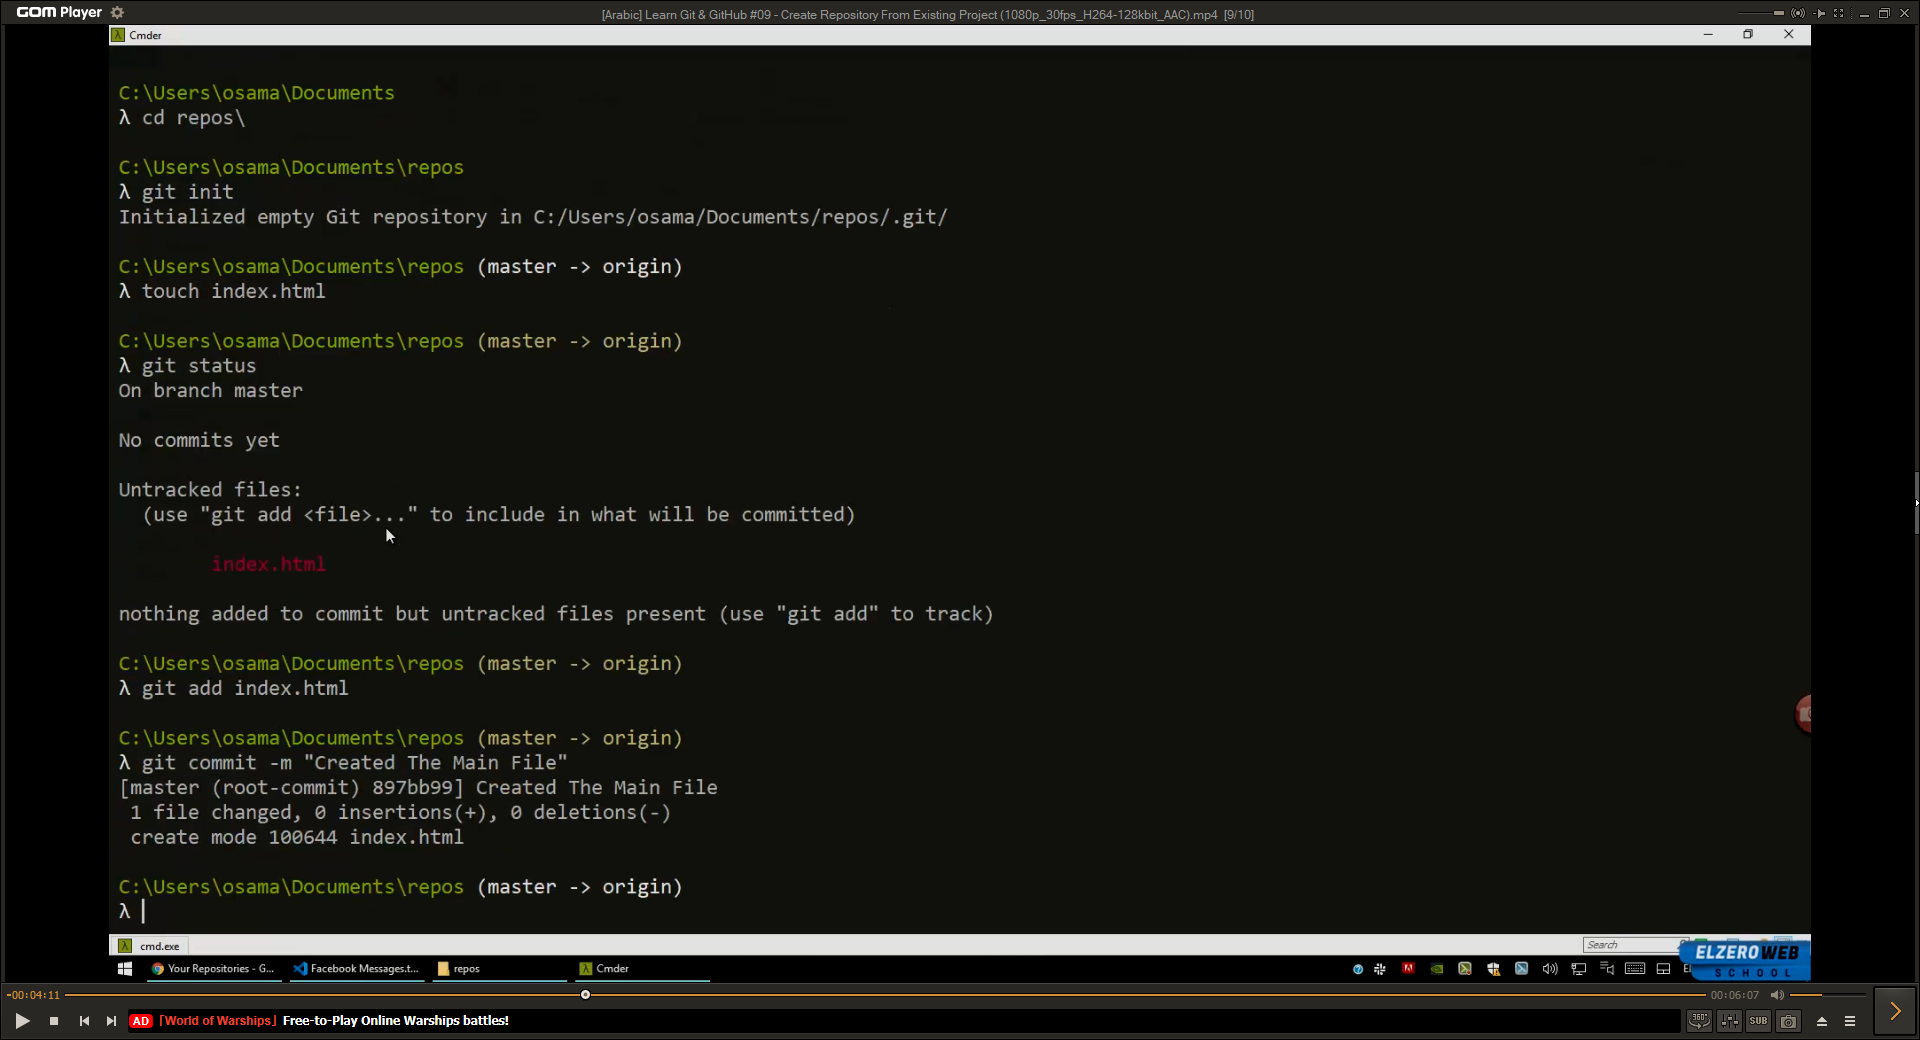 GOM Player
[Arabic] Learn Git & GitHub #09 - Create Repository From Existing Project (1080p_30fps_H264-128kbit_AAC).mp4 [9/10]
λ Cmder
C:\Users\osama\Documents
λ cd repos\
C:\Users\osama\Documents\repos
λ git init
Initialized empty Git repository in C:/Users/osama/Documents/repos/.git/
C:\Users\osama\Documents\repos (master -> origin)
λ touch index.html
C:\Users\osama\Documents\repos (master -> origin)
λ git status
On branch master
No commits yet
Untracked files:
(use "git add <file>..." to include in what will be committed)
index.html
nothing added to commit but untracked files present (use "git add" to track)
C:\Users\osama\Documents\repos (master -> origin)
λ git add index.html
C:\Users\osama\Documents\repos (master -> origin)
λ git commit -m "Created The Main File"
[master (root-commit) 897bb99] Created The Main File
1 file changed, 0 insertions(+), 0 deletions(-)
create mode 100644 index.html
C:\Users\osama\Documents\repos (master -> origin)
λ
λ cmd.exe
Search
ELZERO WEB
SCHOOL
Your Repositories - G...
Facebook Messages.t...
repos
λ Cmder
-00:04:11
00:06:07
AD [World of Warships] Free-to-Play Online Warships battles!
360°
SUB